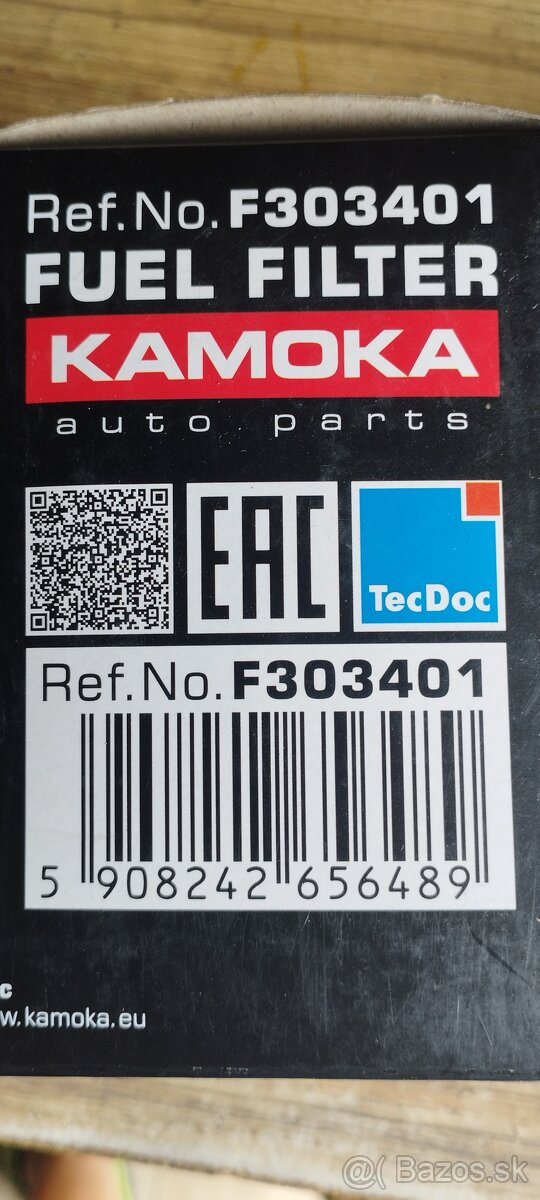 Ref.No. F303401
FUEL FILTER
KAMOKA
auto parts
EAC
TecDoc
Ref.No. F303401
5 908242 656489
c
w.kamoka.eu
@ Bazos.sk